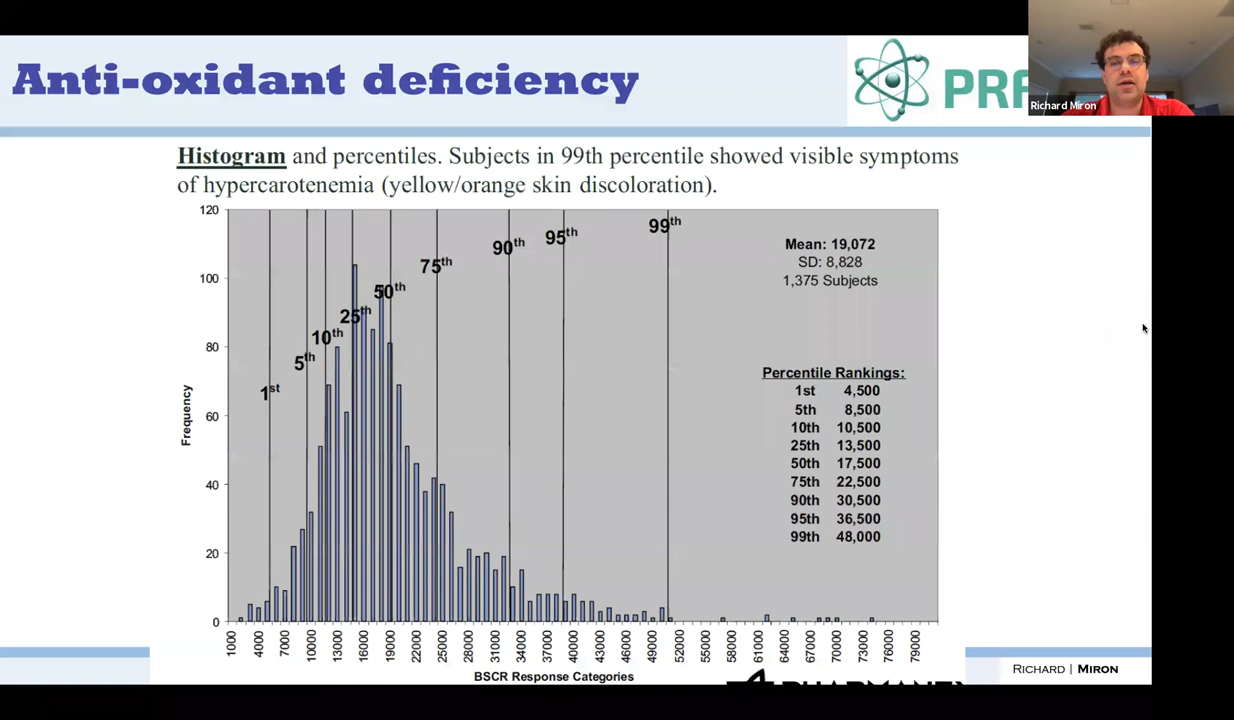 Anti-oxidant deficiency
PRF
Richard Miron
Histogram and percentiles. Subjects in 99th percentile showed visible symptoms
of hypercarotenemia (yellow/orange skin discoloration).
120
100
80
60
40
20
0
Frequency
1st
5th
10th
25th
50th
75th
90th
95th
99th
Mean: 19,072
SD: 8,828
1,375 Subjects
Percentile Rankings:
1st 4,500
5th 8,500
10th 10,500
25th 13,500
50th 17,500
75th 22,500
90th 30,500
95th 36,500
99th 48,000
1000 4000 7000 10000 13000 16000 19000 22000 25000 28000 31000 34000 37000 40000 43000 46000 49000 52000 55000 58000 61000 64000 67000 70000 73000 76000 79000
BSCR Response Categories
RICHARD | MIRON